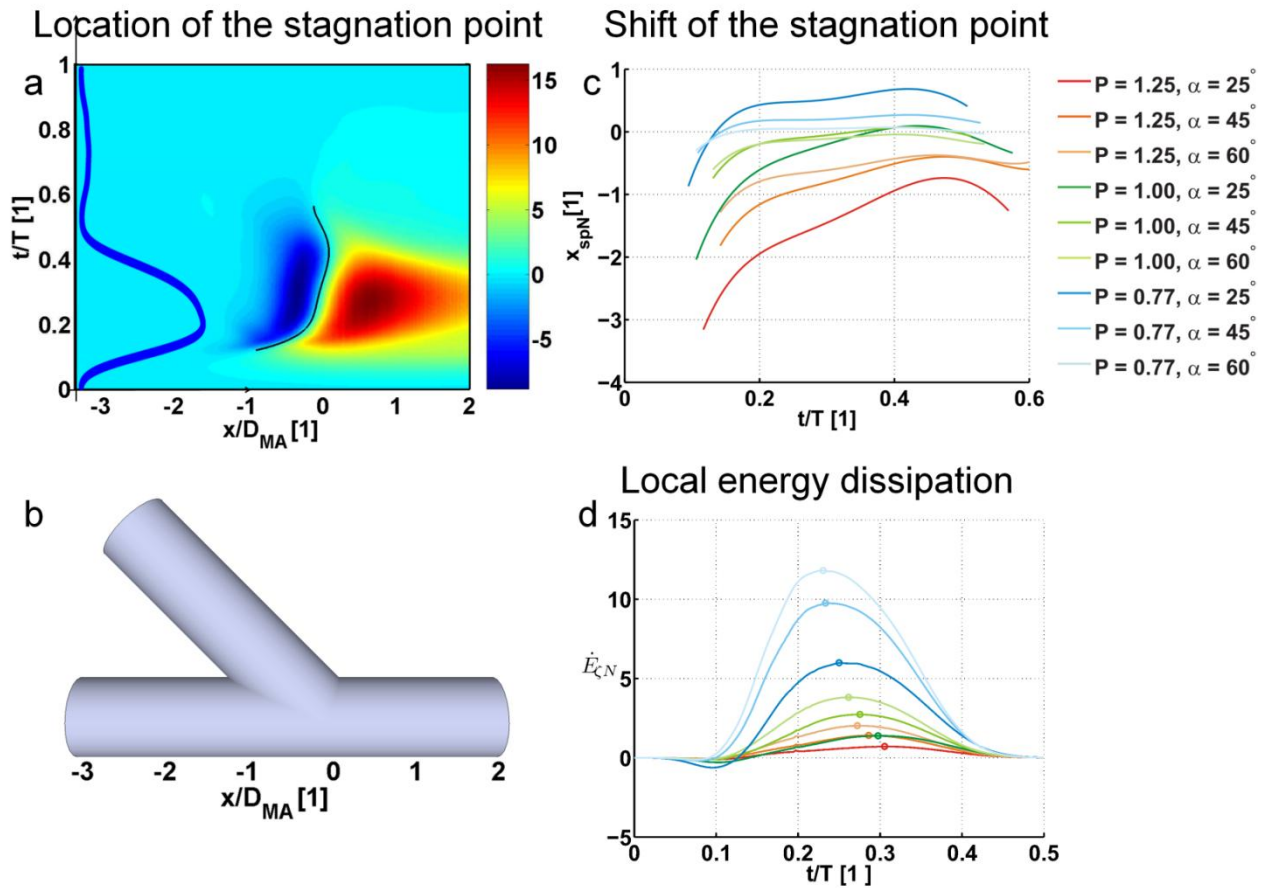 Location of the stagnation point
a
1
0.8
0.6
0.4
0.2
0
t/T [1]
-3 -2 -1 0 1 2
x/D_MA [1]
15
10
5
0
-5
Shift of the stagnation point
c
1
0
−1
−2
−3
−4
x_spN [1]
0 0.2 0.4 0.6
t/T [1]
P = 1.25, α = 25°
P = 1.25, α = 45°
P = 1.25, α = 60°
P = 1.00, α = 25°
P = 1.00, α = 45°
P = 1.00, α = 60°
P = 0.77, α = 25°
P = 0.77, α = 45°
P = 0.77, α = 60°
b
-3 -2 -1 0 1 2
x/D_MA [1]
Local energy dissipation
d
15
10
5
0
−5
Ė_ζN
0 0.1 0.2 0.3 0.4 0.5
t/T [1 ]